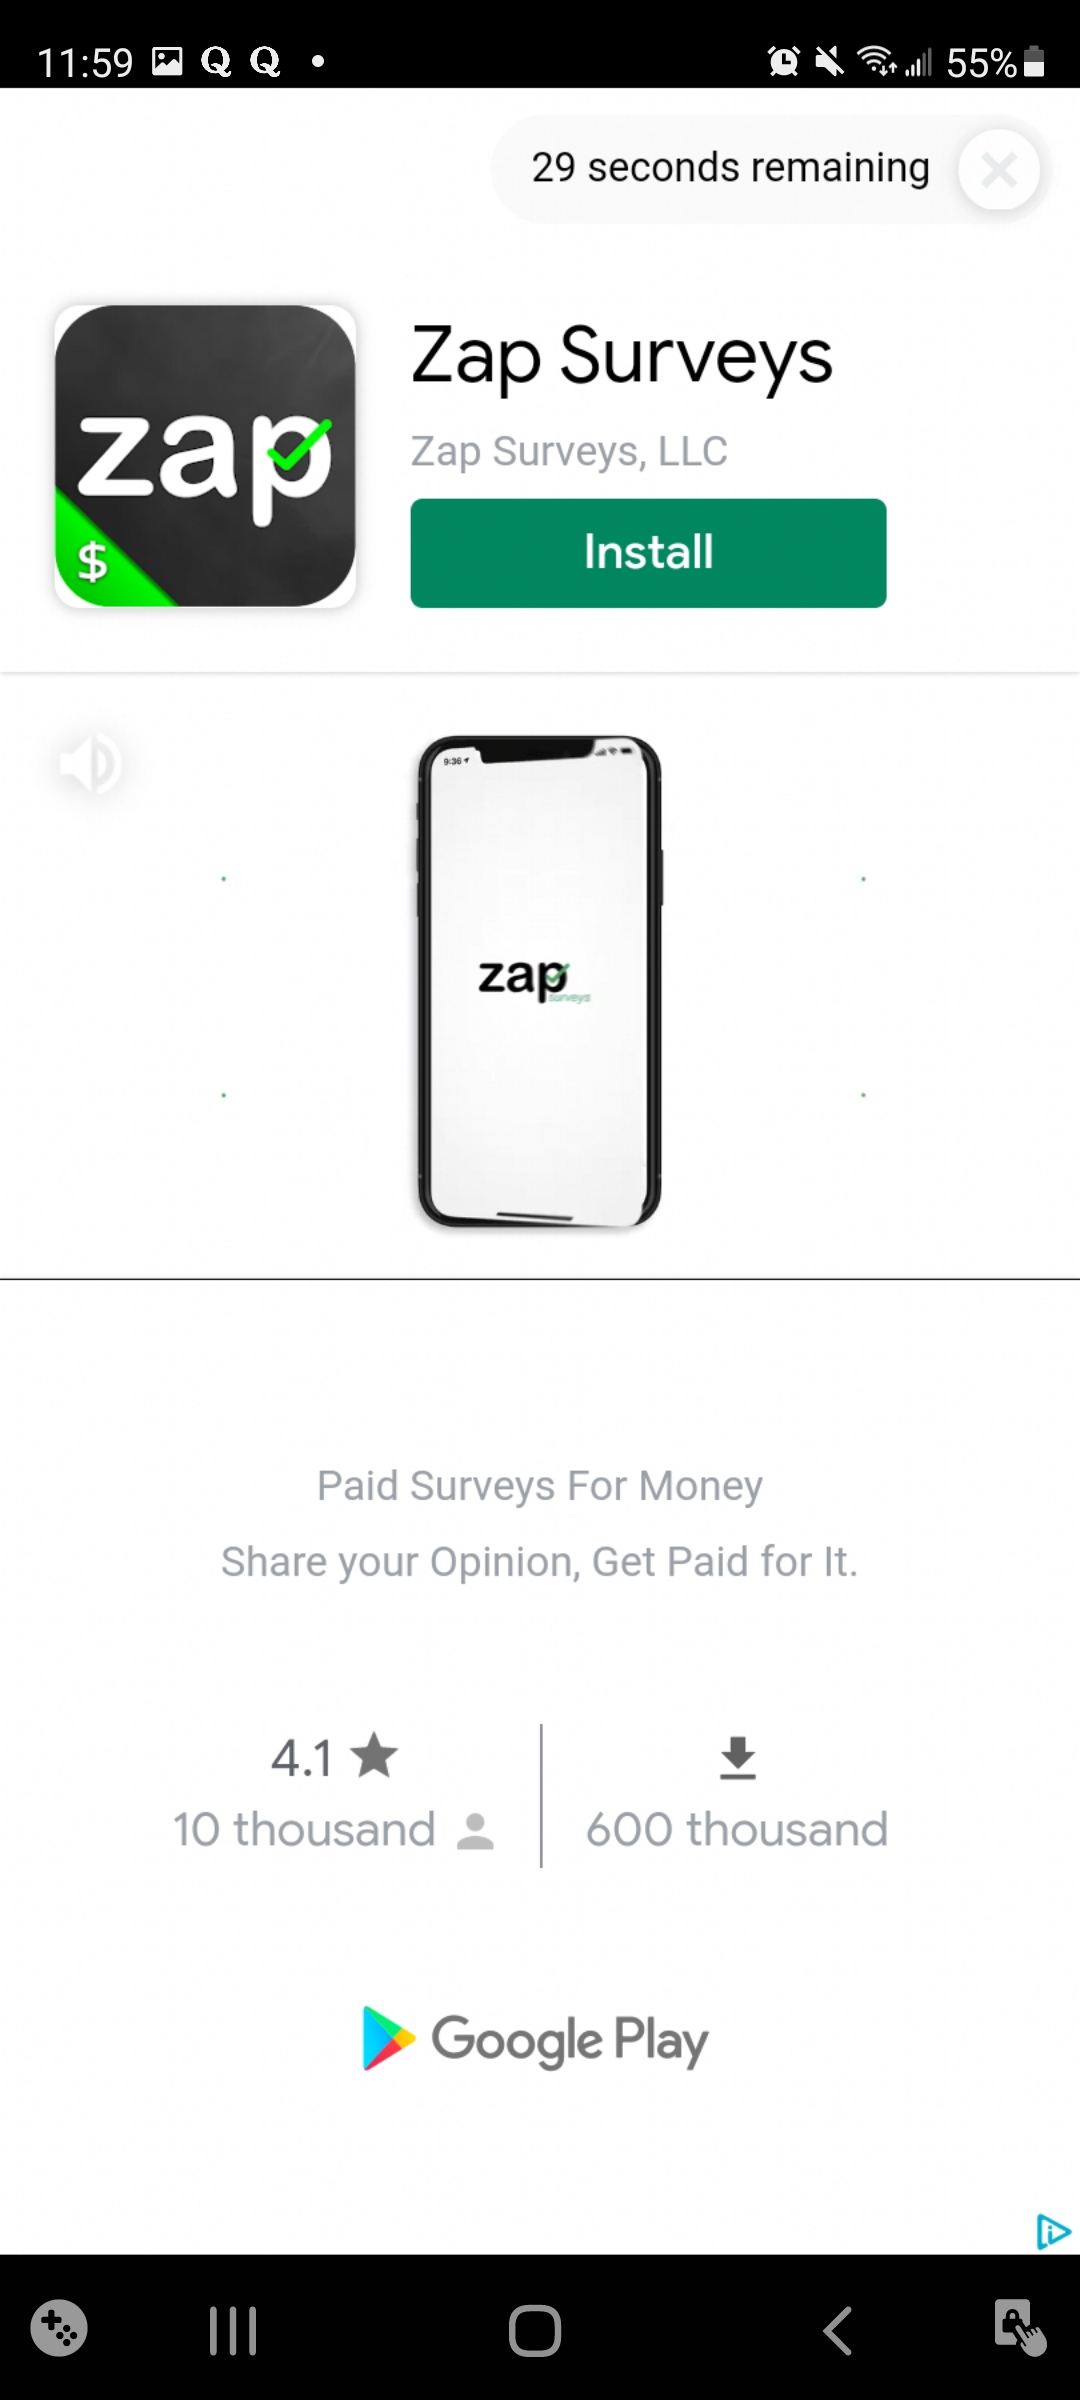 11:59
55%
29 seconds remaining
zap
$
Zap Surveys
Zap Surveys, LLC
Install
9:36
zap
surveys
Paid Surveys For Money
Share your Opinion, Get Paid for It.
4.1
10 thousand
600 thousand
Google Play